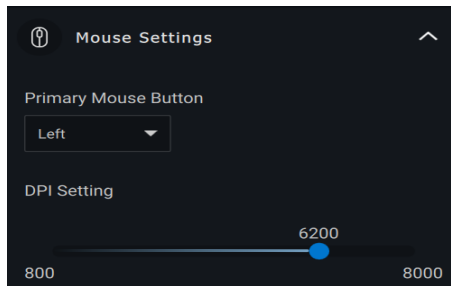 Mouse Settings
Primary Mouse Button
Left
DPI Setting
6200
800 8000